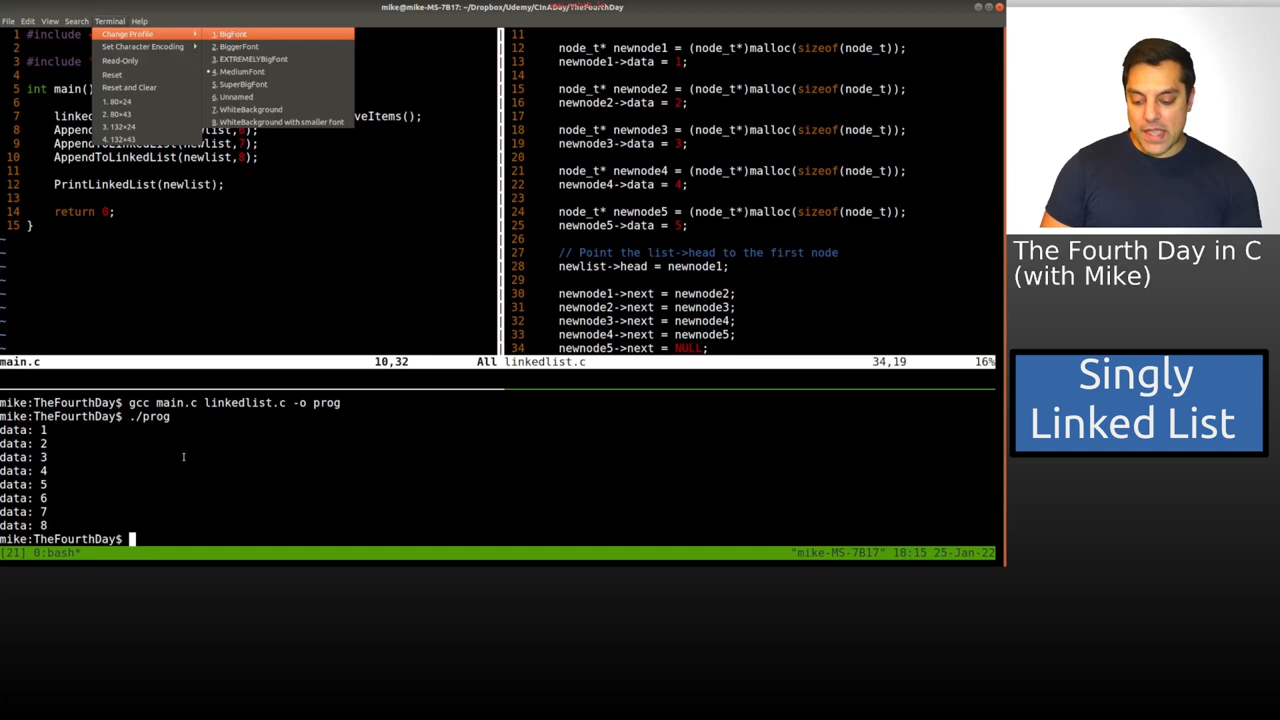 mike@mike-MS-7B17: ~/Dropbox/Udemy/CInADay/TheFourthDay
File Edit View Search Terminal Help
Change Profile
Set Character Encoding
Read-Only
Reset
Reset and Clear
1. 80×24
2. 80×43
3. 132×24
4. 132×43
1. BigFont
2. BiggerFont
3. EXTREMELYBigFont
4. MediumFont
5. SuperBigFont
6. Unnamed
7. WhiteBackground
8. WhiteBackground with smaller font
1 #include
2
3 #include
5 int main()
6
7 linked veItems();
8 Append list,6);
9 AppendToLinkedList(newlist,7);
10 AppendToLinkedList(newlist,8);
11
12 PrintLinkedList(newlist);
13
14 return 0;
15 }
~
~
~
~
~
~
~
~
main.c 10,32 All
11
12 node_t* newnode1 = (node_t*)malloc(sizeof(node_t));
13 newnode1->data = 1;
14
15 node_t* newnode2 = (node_t*)malloc(sizeof(node_t));
16 newnode2->data = 2;
17
18 node_t* newnode3 = (node_t*)malloc(sizeof(node_t));
19 newnode3->data = 3;
20
21 node_t* newnode4 = (node_t*)malloc(sizeof(node_t));
22 newnode4->data = 4;
23
24 node_t* newnode5 = (node_t*)malloc(sizeof(node_t));
25 newnode5->data = 5;
26
27 // Point the list->head to the first node
28 newlist->head = newnode1;
29
30 newnode1->next = newnode2;
31 newnode2->next = newnode3;
32 newnode3->next = newnode4;
33 newnode4->next = newnode5;
34 newnode5->next = NULL;
linkedlist.c 34,19 16%
mike:TheFourthDay$ gcc main.c linkedlist.c -o prog
mike:TheFourthDay$ ./prog
data: 1
data: 2
data: 3
data: 4
data: 5
data: 6
data: 7
data: 8
mike:TheFourthDay$
[21] 0:bash* "mike-MS-7B17" 18:15 25-Jan-22
The Fourth Day in C
(with Mike)
Singly
Linked List